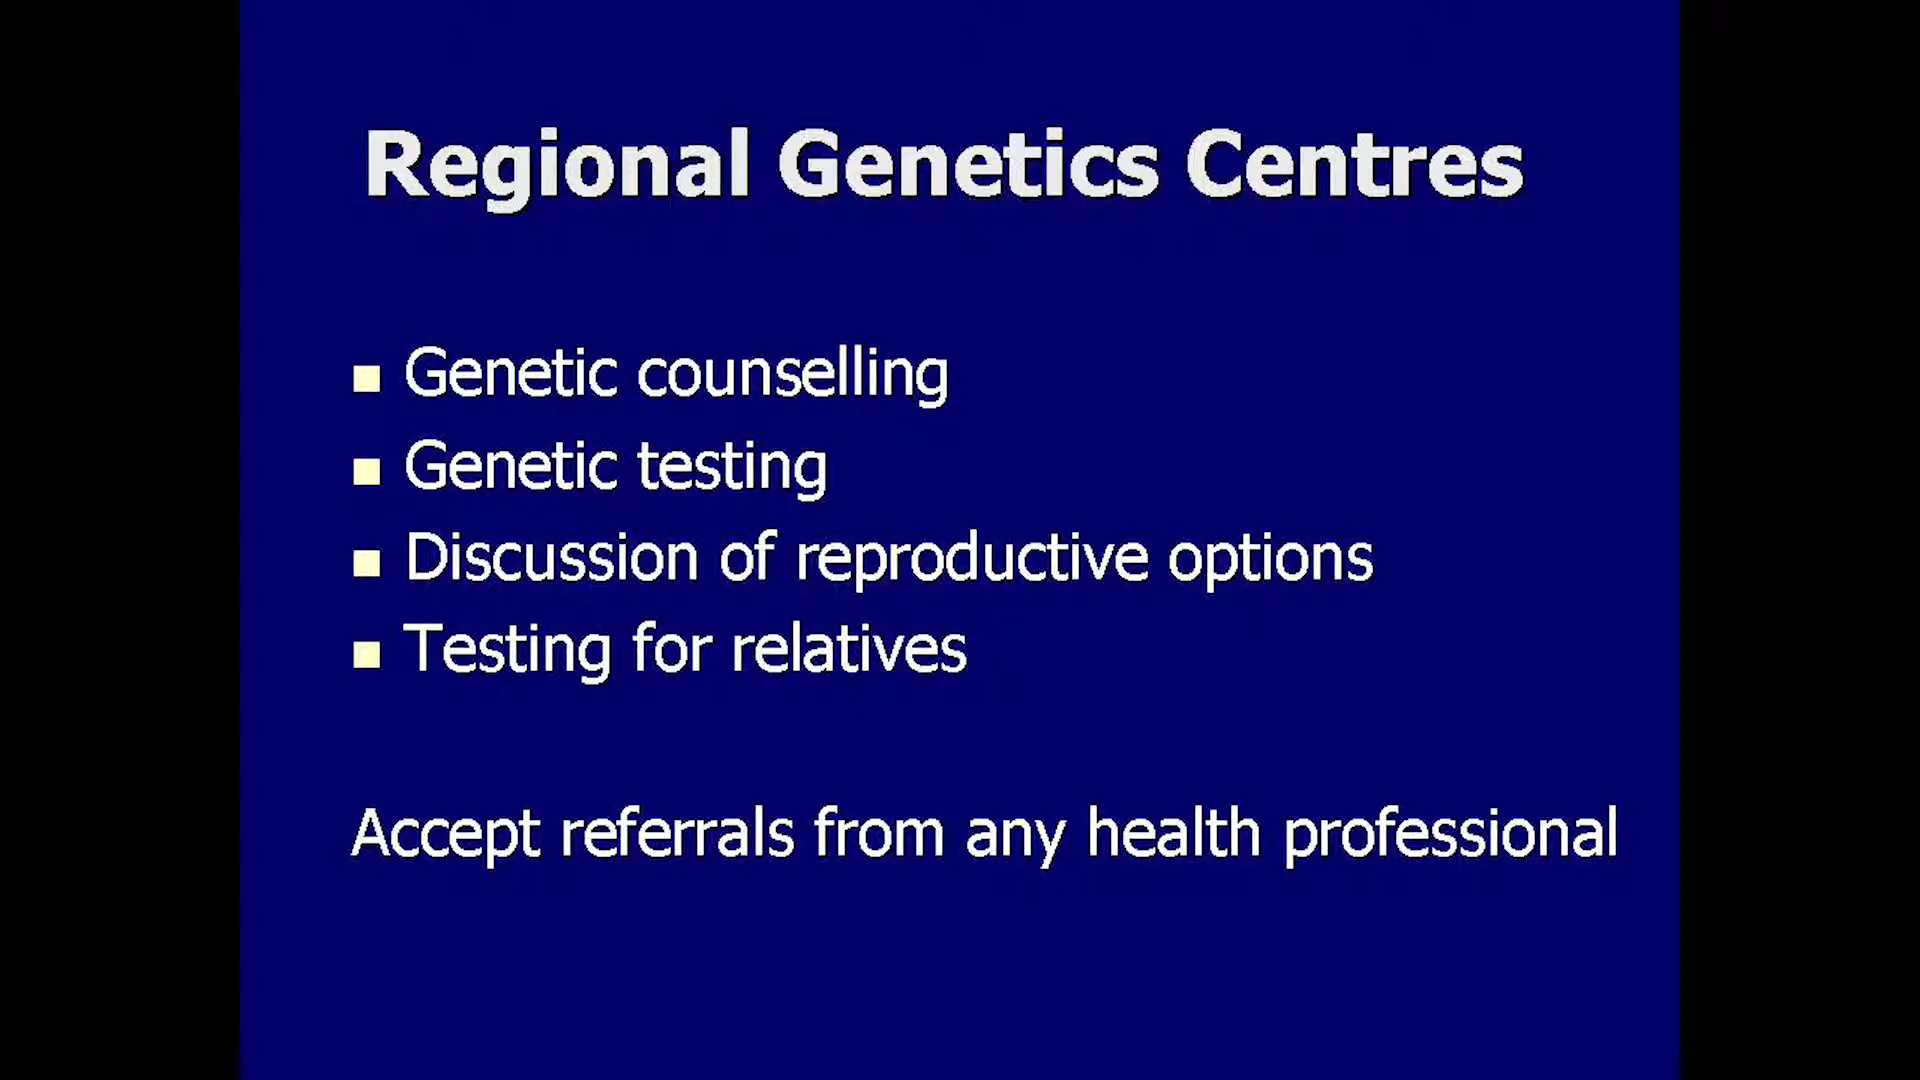 Regional Genetics Centres
Genetic counselling
Genetic testing
Discussion of reproductive options
Testing for relatives
Accept referrals from any health professional